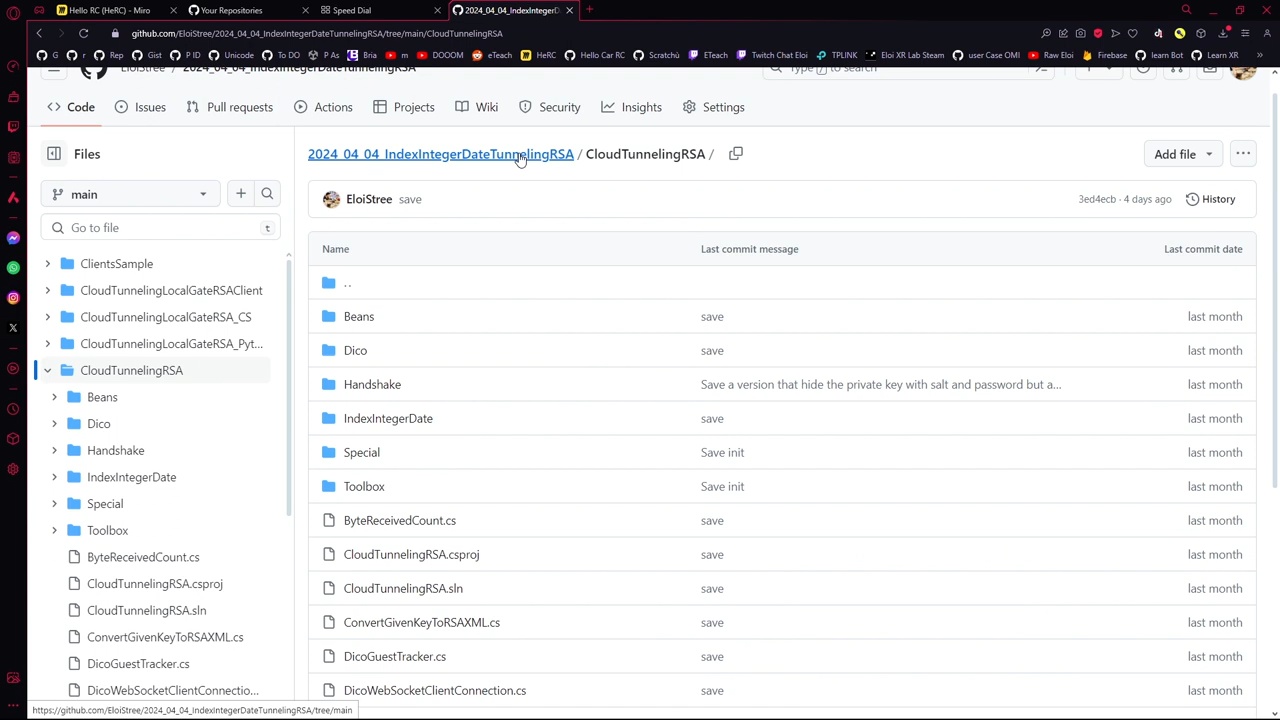 Hello RC (HeRC) - Miro
Your Repositories
Speed Dial
2024_04_04_IndexIntegerD
github.com/EloiStree/2024_04_04_IndexIntegerDateTunnelingRSA/tree/main/CloudTunnelingRSA
G
r
Rep
Gist
P ID
Unicode
To DO
P As
Bria
m
DOOOM
eTeach
HeRC
Hello Car RC
Scratchù
ETeach
Twitch Chat Eloi
TPLINK
Eloi XR Lab Steam
user Case OMI
Raw Eloi
Firebase
learn Bot
Learn XR
EloiStree / 2024_04_04_IndexIntegerDateTunnelingRSA
Type / to search
Code
Issues
Pull requests
Actions
Projects
Wiki
Security
Insights
Settings
Files
2024_04_04_IndexIntegerDateTunnelingRSA / CloudTunnelingRSA /
Add file
main
EloiStree save
3ed4ecb · 4 days ago
History
Go to file
t
Name Last commit message Last commit date
ClientsSample
CloudTunnelingLocalGateRSAClient
CloudTunnelingLocalGateRSA_CS
CloudTunnelingLocalGateRSA_Pyt...
CloudTunnelingRSA
Beans
Dico
Handshake
IndexIntegerDate
Special
Toolbox
ByteReceivedCount.cs
CloudTunnelingRSA.csproj
CloudTunnelingRSA.sln
ConvertGivenKeyToRSAXML.cs
DicoGuestTracker.cs
DicoWebSocketClientConnectio...
..
Beans save last month
Dico save last month
Handshake Save a version that hide the private key with salt and password but a... last month
IndexIntegerDate save last month
Special Save init last month
Toolbox Save init last month
ByteReceivedCount.cs save last month
CloudTunnelingRSA.csproj save last month
CloudTunnelingRSA.sln save last month
ConvertGivenKeyToRSAXML.cs save last month
DicoGuestTracker.cs save last month
DicoWebSocketClientConnection.cs save last month
https://github.com/EloiStree/2024_04_04_IndexIntegerDateTunnelingRSA/tree/main